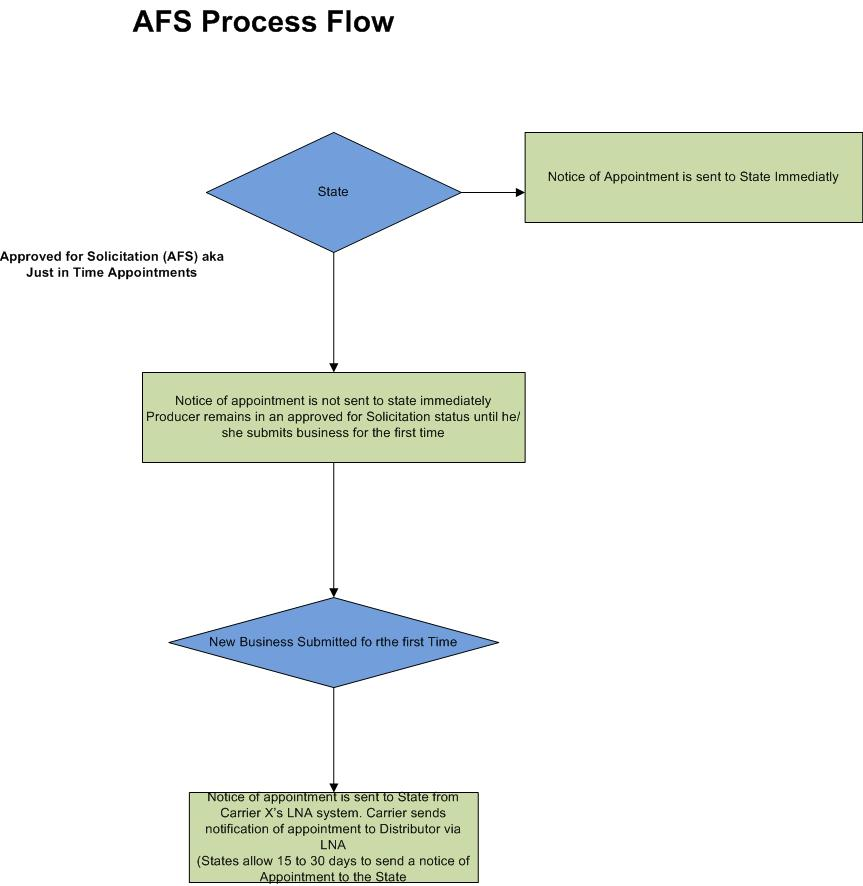 AFS Process Flow
State
Notice of Appointment is sent to State Immediatly
Approved for Solicitation (AFS) aka
Just in Time Appointments
Notice of appointment is not sent to state immediately
Producer remains in an approved for Solicitation status until he/
she submits business for the first time
New Business Submitted fo rthe first Time
Notice of appointment is sent to State from
Carrier X's LNA system. Carrier sends
notification of appointment to Distributor via
LNA
(States allow 15 to 30 days to send a notice of
Appointment to the State